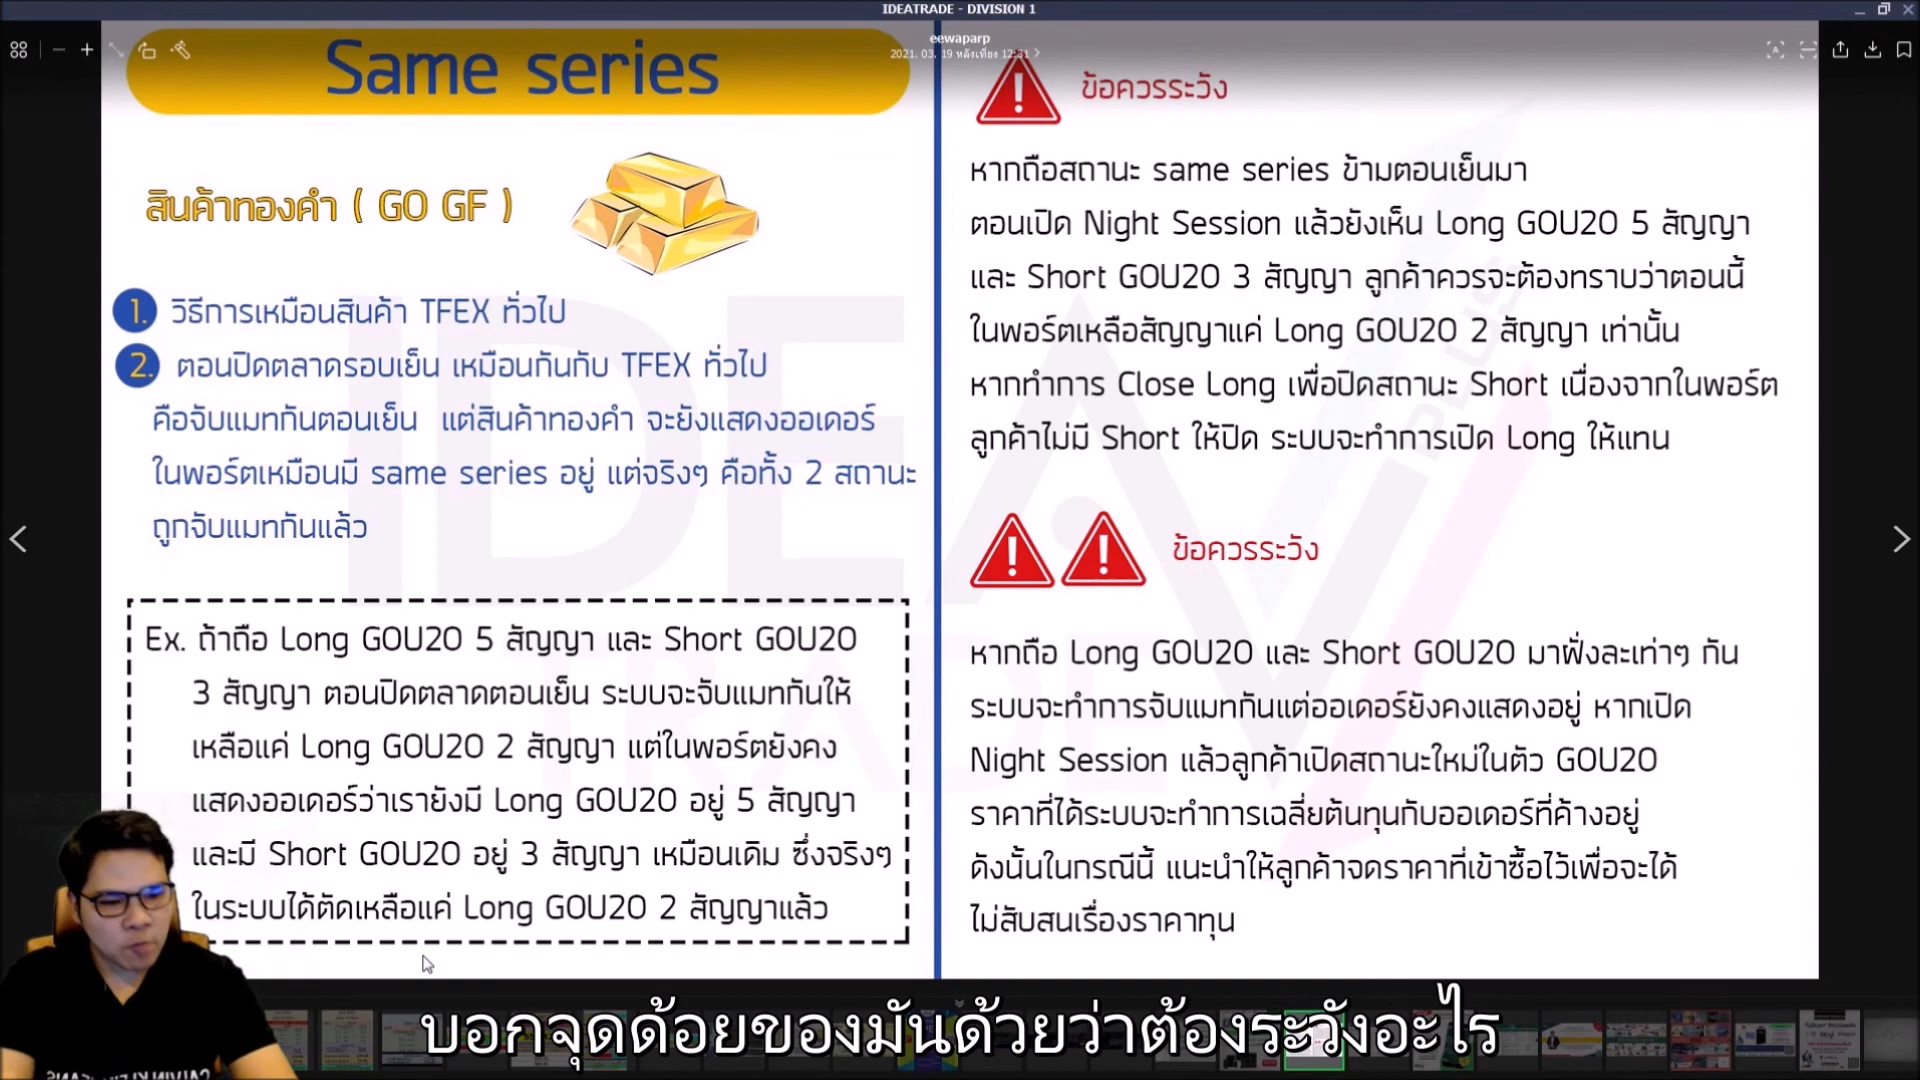 IDEATRADE - DIVISION 1
eewaparp
2021. 03. 19 หลังเที่ยง 12:31
Same series
สินค้าทองคำ ( GO GF )
1. วิธีการเหมือนสินค้า TFEX ทั่วไป
2. ตอนปิดตลาดรอบเย็น เหมือนกันกับ TFEX ทั่วไป
คือจับแมทกันตอนเย็น แต่สินค้าทองคำ จะยังแสดงออเดอร์
ในพอร์ตเหมือนมี same series อยู่ แต่จริงๆ คือทั้ง 2 สถานะ
ถูกจับแมทกันแล้ว
Ex. ถ้าถือ Long GOU20 5 สัญญา และ Short GOU20
3 สัญญา ตอนปิดตลาดตอนเย็น ระบบจะจับแมทกันให้
เหลือแค่ Long GOU20 2 สัญญา แต่ในพอร์ตยังคง
แสดงออเดอร์ว่าเรายังมี Long GOU20 อยู่ 5 สัญญา
และมี Short GOU20 อยู่ 3 สัญญา เหมือนเดิม ซึ่งจริงๆ
ในระบบได้ตัดเหลือแค่ Long GOU20 2 สัญญาแล้ว
ข้อควรระวัง
หากถือสถานะ same series ข้ามตอนเย็นมา
ตอนเปิด Night Session แล้วยังเห็น Long GOU20 5 สัญญา
และ Short GOU20 3 สัญญา ลูกค้าควรจะต้องทราบว่าตอนนี้
ในพอร์ตเหลือสัญญาแค่ Long GOU20 2 สัญญา เท่านั้น
หากทำการ Close Long เพื่อปิดสถานะ Short เนื่องจากในพอร์ต
ลูกค้าไม่มี Short ให้ปิด ระบบจะทำการเปิด Long ให้แทน
ข้อควรระวัง
หากถือ Long GOU20 และ Short GOU20 มาฝั่งละเท่าๆ กัน
ระบบจะทำการจับแมทกันแต่ออเดอร์ยังคงแสดงอยู่ หากเปิด
Night Session แล้วลูกค้าเปิดสถานะใหม่ในตัว GOU20
ราคาที่ได้ระบบจะทำการเฉลี่ยต้นทุนกับออเดอร์ที่ค้างอยู่
ดังนั้นในกรณีนี้ แนะนำให้ลูกค้าจดราคาที่เข้าซื้อไว้เพื่อจะได้
ไม่สับสนเรื่องราคาทุน
IDEA
TRADE
PLUS
บอกจุดด้อยของมันด้วยว่าต้องระวังอะไร